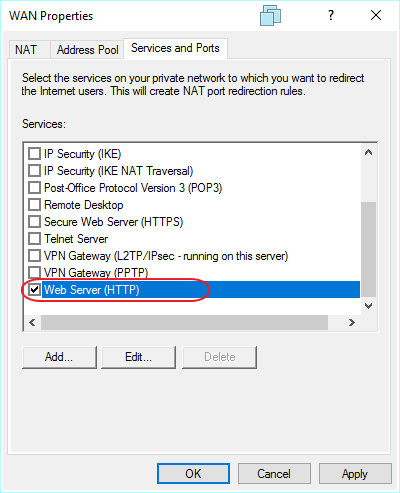 WAN Properties
NAT Address Pool Services and Ports
Select the services on your private network to which you want to redirect
the Internet users. This will create NAT port redirection rules.
Services:
IP Security (IKE)
IP Security (IKE NAT Traversal)
Post-Office Protocol Version 3 (POP3)
Remote Desktop
Secure Web Server (HTTPS)
Telnet Server
VPN Gateway (L2TP/IPsec - running on this server)
VPN Gateway (PPTP)
Web Server (HTTP)
Add... Edit... Delete
OK Cancel Apply